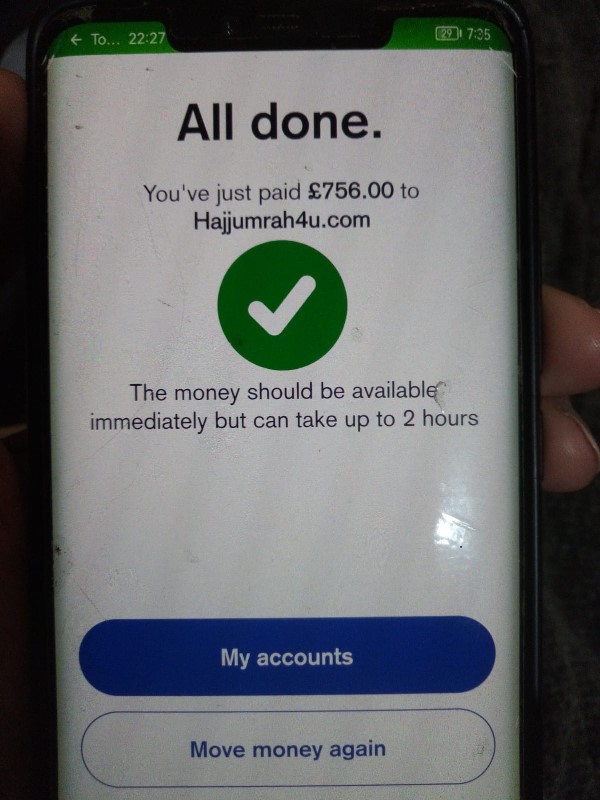 ← To... 22:27 29 7:35
All done.
You've just paid £756.00 to
Hajjumrah4u.com
The money should be available
immediately but can take up to 2 hours
My accounts
Move money again